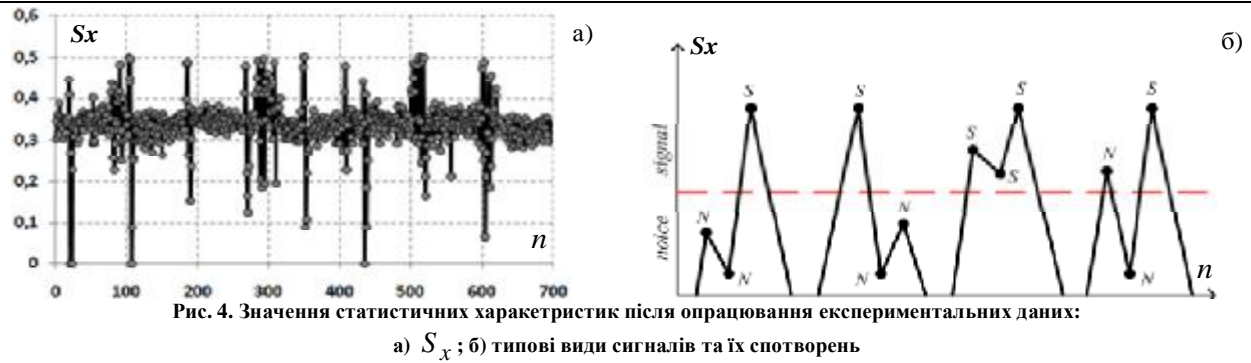 Sx
а)
0,6
0,5
0,4
0,3
0,2
0,1
0
0 100 200 300 400 500 600 700
n
б)
Sx
signal
noise
S S S S
S S N
N N N N N
n
Рис. 4. Значення статистичних харакетристик після опрацювання експериментальних даних:
а) Sx ; б) типові види сигналів та їх спотворень